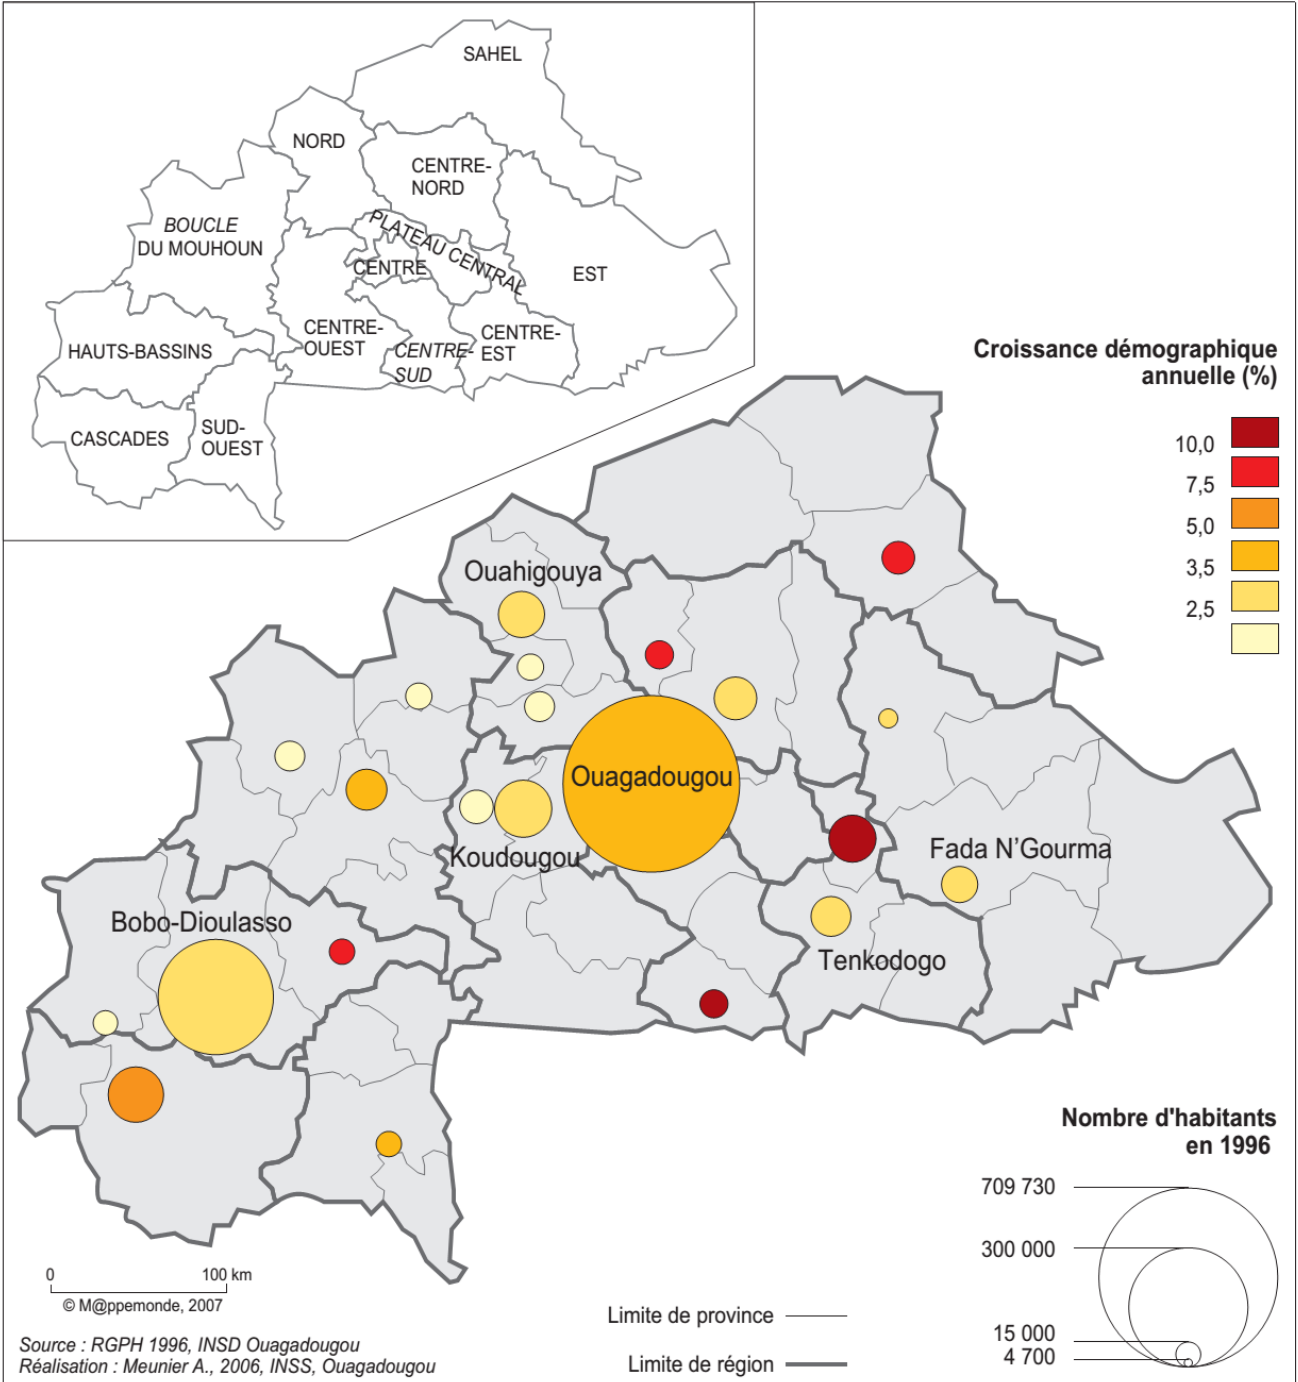 SAHEL
NORD
CENTRE-
NORD
BOUCLE
DU MOUHOUN
PLATEAU CENTRAL
CENTRE
EST
CENTRE-
OUEST
CENTRE-
SUD
CENTRE-
EST
HAUTS-BASSINS
CASCADES
SUD-
OUEST
Croissance démographique
annuelle (%)
10,0
7,5
5,0
3,5
2,5
Ouahigouya
Ouagadougou
Koudougou
Fada N'Gourma
Bobo-Dioulasso
Tenkodogo
Nombre d'habitants
en 1996
709 730
300 000
15 000
4 700
0 100 km
© M@ppemonde, 2007
Limite de province
Limite de région
Source : RGPH 1996, INSD Ouagadougou
Réalisation : Meunier A., 2006, INSS, Ouagadougou